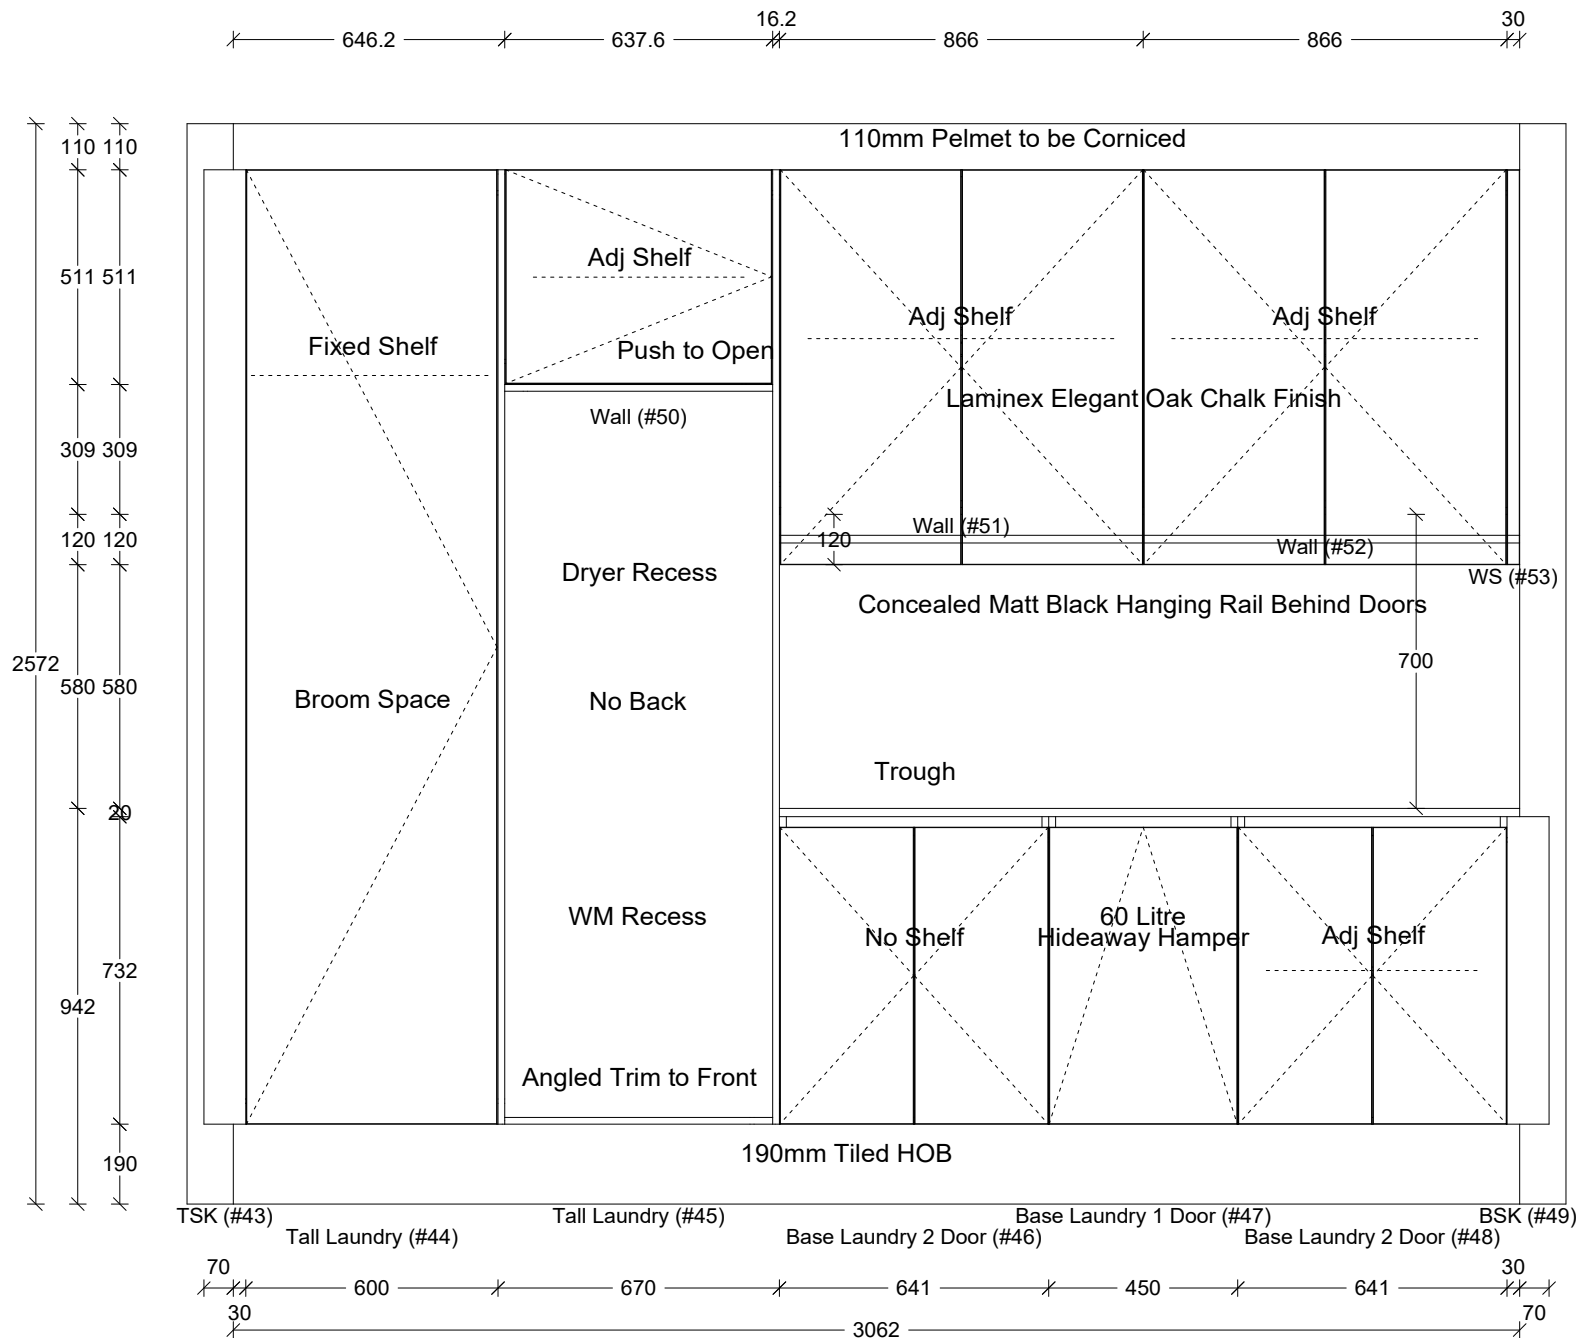 16.2
30
646.2
637.6
866
866
110mm Pelmet to be Corniced
110
110
511
511
Adj Shelf
Fixed Shelf
Push to Open
Adj Shelf
Adj Shelf
Laminex Elegant Oak Chalk Finish
Wall (#50)
309
309
120
120
120
Wall (#51)
Wall (#52)
WS (#53)
Dryer Recess
Concealed Matt Black Hanging Rail Behind Doors
2572
700
580
580
Broom Space
No Back
Trough
20
WM Recess
No Shelf
60 Litre
Hideaway Hamper
Adj Shelf
732
942
Angled Trim to Front
190
190mm Tiled HOB
TSK (#43)
Tall Laundry (#45)
Base Laundry 1 Door (#47)
BSK (#49)
Tall Laundry (#44)
Base Laundry 2 Door (#46)
Base Laundry 2 Door (#48)
70
30
600
670
641
450
641
30
70
3062